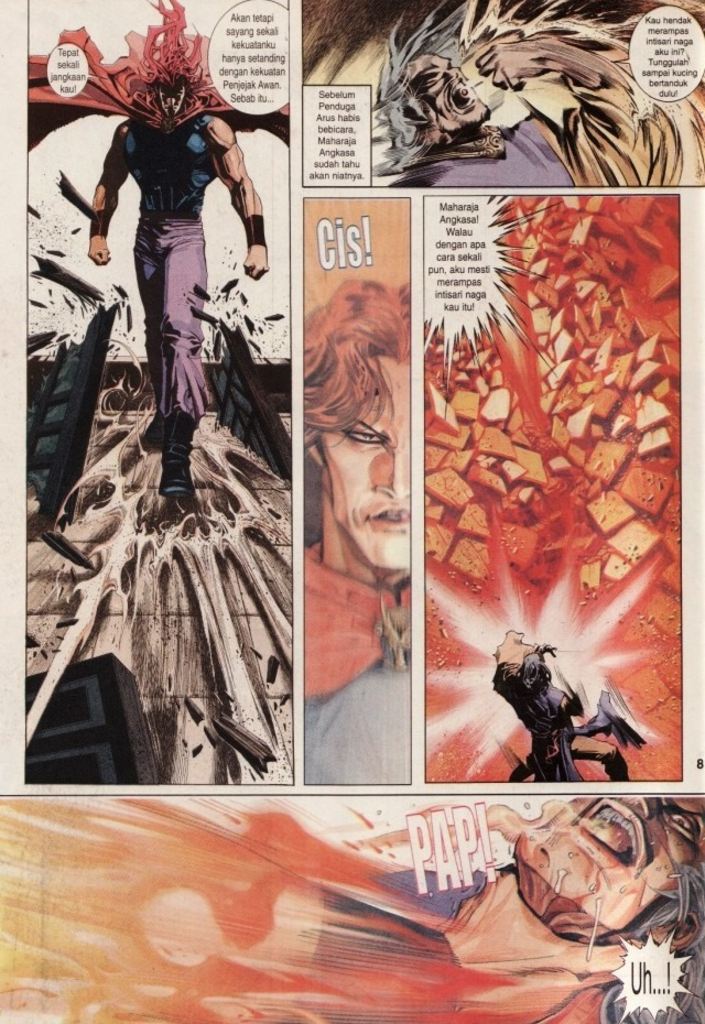 Tepat
sekali
jangkaan
kau!
Akan tetapi
sayang sekali
kekuatanku
hanya setanding
dengan kekuatan
Penjejak Awan.
Sebab itu...
Sebelum
Penduga
Arus habis
bebicara,
Maharaja
Angkasa
sudah tahu
akan niatnya.
Kau hendak
merampas
intisari naga
aku ini?
Tunggulah
sampai kucing
bertanduk
dulu!
Cis!
Maharaja
Angkasa!
Walau
dengan apa
cara sekali
pun, aku mesti
merampas
intisari naga
kau itu!
8
PAP!
Uh....!